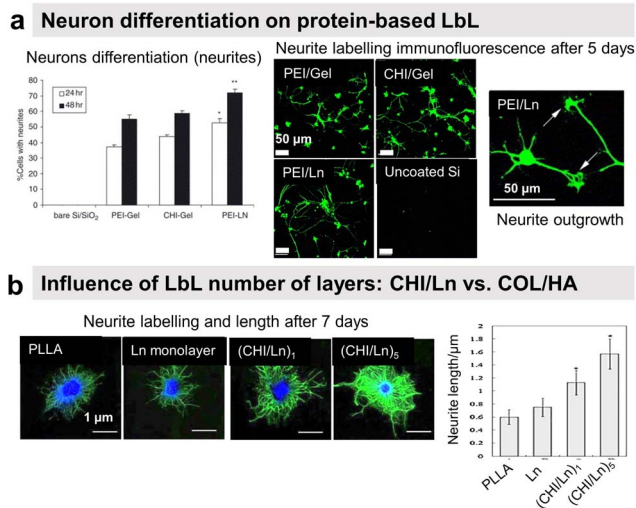 a Neuron differentiation on protein-based LbL
Neurons differentiation (neurites)
%Cells with neurites
80
70
60
50
40
30
20
10
0
24 hr
48 hr
*
**
bare Si/SiO2
PEI-Gel
CHI-Gel
PEI-LN
Neurite labelling immunofluorescence after 5 days
PEI/Gel
50 µm
CHI/Gel
PEI/Ln
Uncoated Si
PEI/Ln
50 µm
Neurite outgrowth
b Influence of LbL number of layers: CHI/Ln vs. COL/HA
Neurite labelling and length after 7 days
PLLA
1 µm
Ln monolayer
(CHI/Ln)1
(CHI/Ln)5
Neurite length/µm
2
1.8
1.6
1.4
1.2
1
0.8
0.6
0.4
0.2
0
PLLA
Ln
(CHI/Ln)1
(CHI/Ln)5